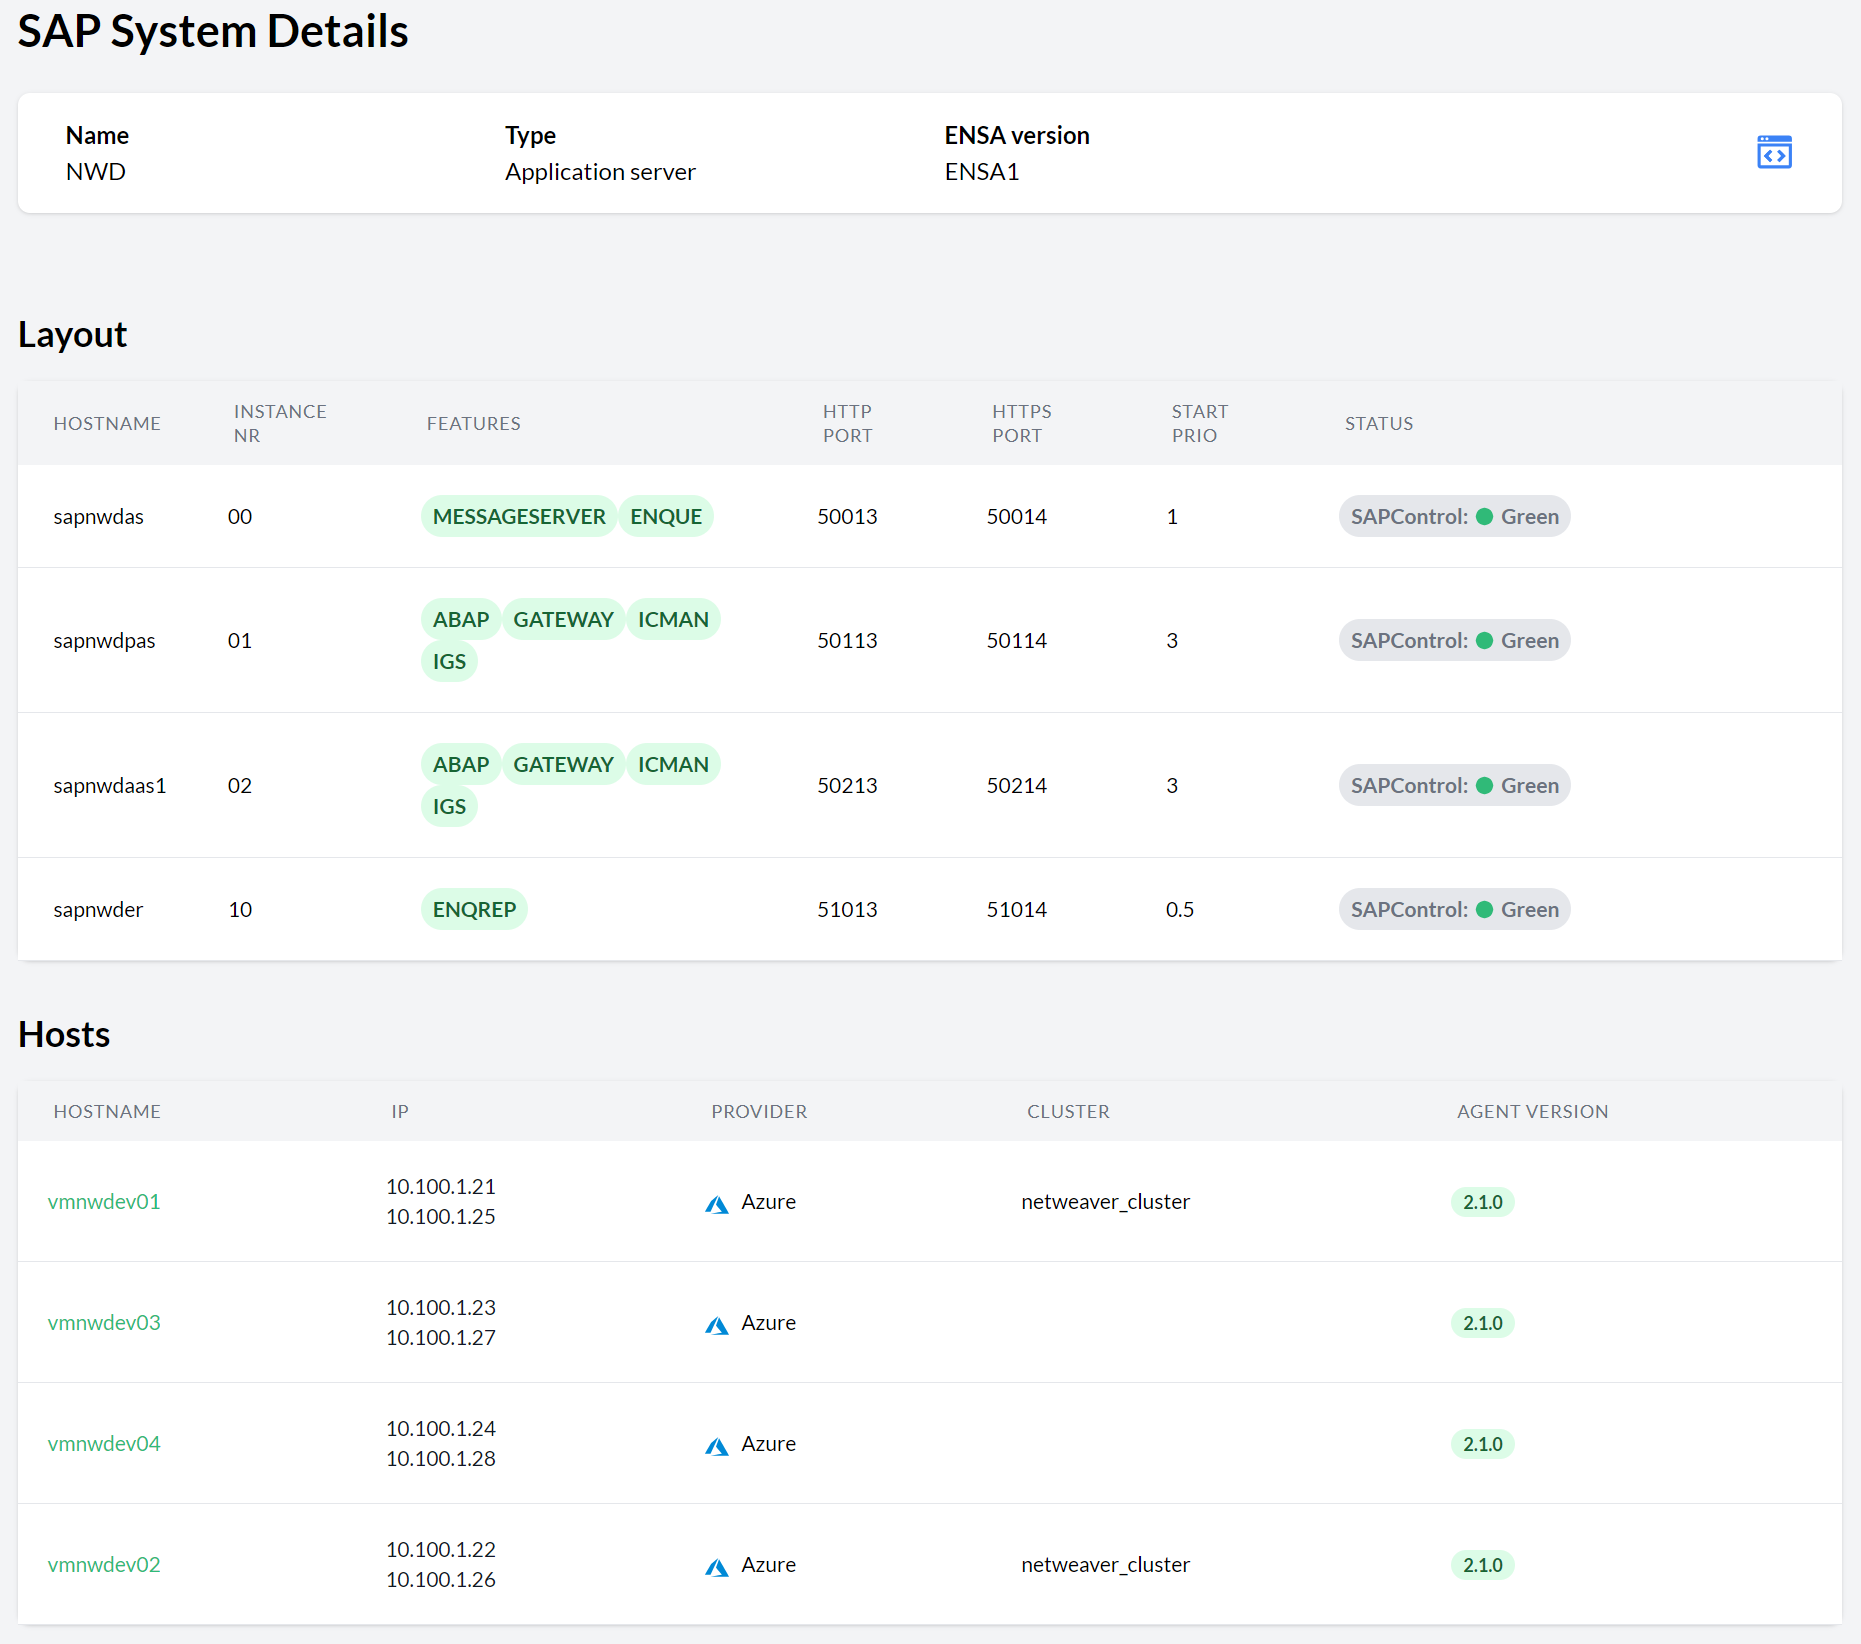 SAP System Details
Name Type ENSA version
NWD Application server ENSA1
Layout
HOSTNAME INSTANCE NR FEATURES HTTP PORT HTTPS PORT START PRIO STATUS
sapnwdas 00 MESSAGESERVER ENQUE 50013 50014 1 SAPControl: Green
sapnwdpas 01 ABAP GATEWAY ICMAN IGS 50113 50114 3 SAPControl: Green
sapnwdaas1 02 ABAP GATEWAY ICMAN IGS 50213 50214 3 SAPControl: Green
sapnwder 10 ENQREP 51013 51014 0.5 SAPControl: Green
Hosts
HOSTNAME IP PROVIDER CLUSTER AGENT VERSION
vmnwdev01 10.100.1.21 10.100.1.25 Azure netweaver_cluster 2.1.0
vmnwdev03 10.100.1.23 10.100.1.27 Azure 2.1.0
vmnwdev04 10.100.1.24 10.100.1.28 Azure 2.1.0
vmnwdev02 10.100.1.22 10.100.1.26 Azure netweaver_cluster 2.1.0